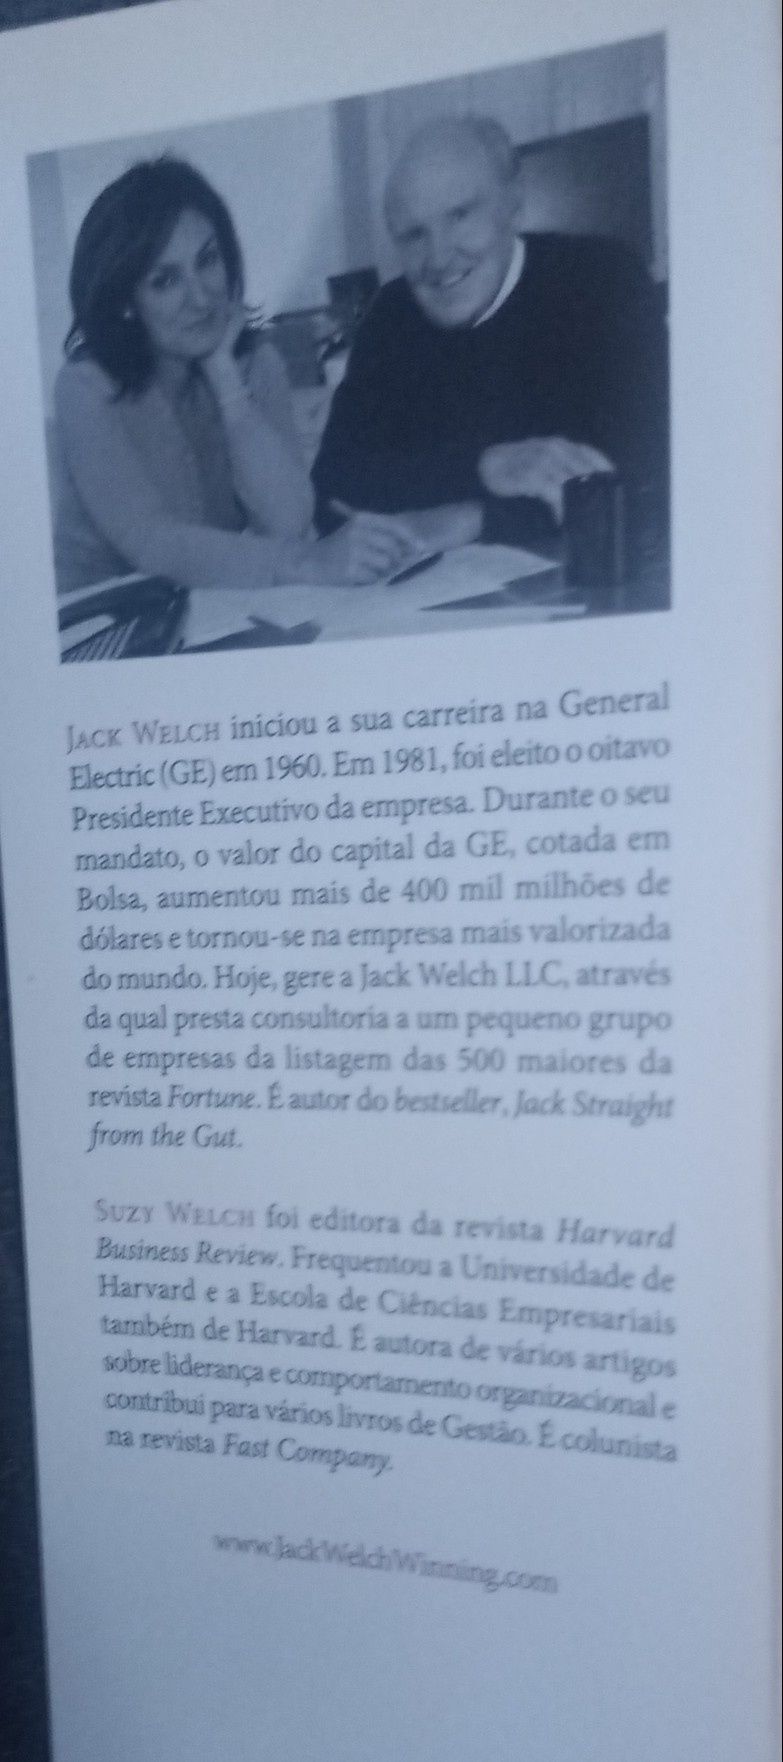 JACK WELCH iniciou a sua carreira na General
Electric (GE) em 1960. Em 1981, foi eleito o oitavo
Presidente Executivo da empresa. Durante o seu
mandato, o valor do capital da GE, cotada em
Bolsa, aumentou mais de 400 mil milhões de
dólares e tornou-se na empresa mais valorizada
do mundo. Hoje, gere a Jack Welch LLC, através
da qual presta consultoria a um pequeno grupo
de empresas da listagem das 500 maiores da
revista Fortune. É autor do bestseller, Jack Straight
from the Gut.
SUZY WELCH foi editora da revista Harvard
Business Review. Frequentou a Universidade de
Harvard e a Escola de Ciências Empresariais
também de Harvard. É autora de vários artigos
sobre liderança e comportamento organizacional e
contribui para vários livros de Gestão. É colunista
na revista Fast Company.
www.JackWelchWinning.com